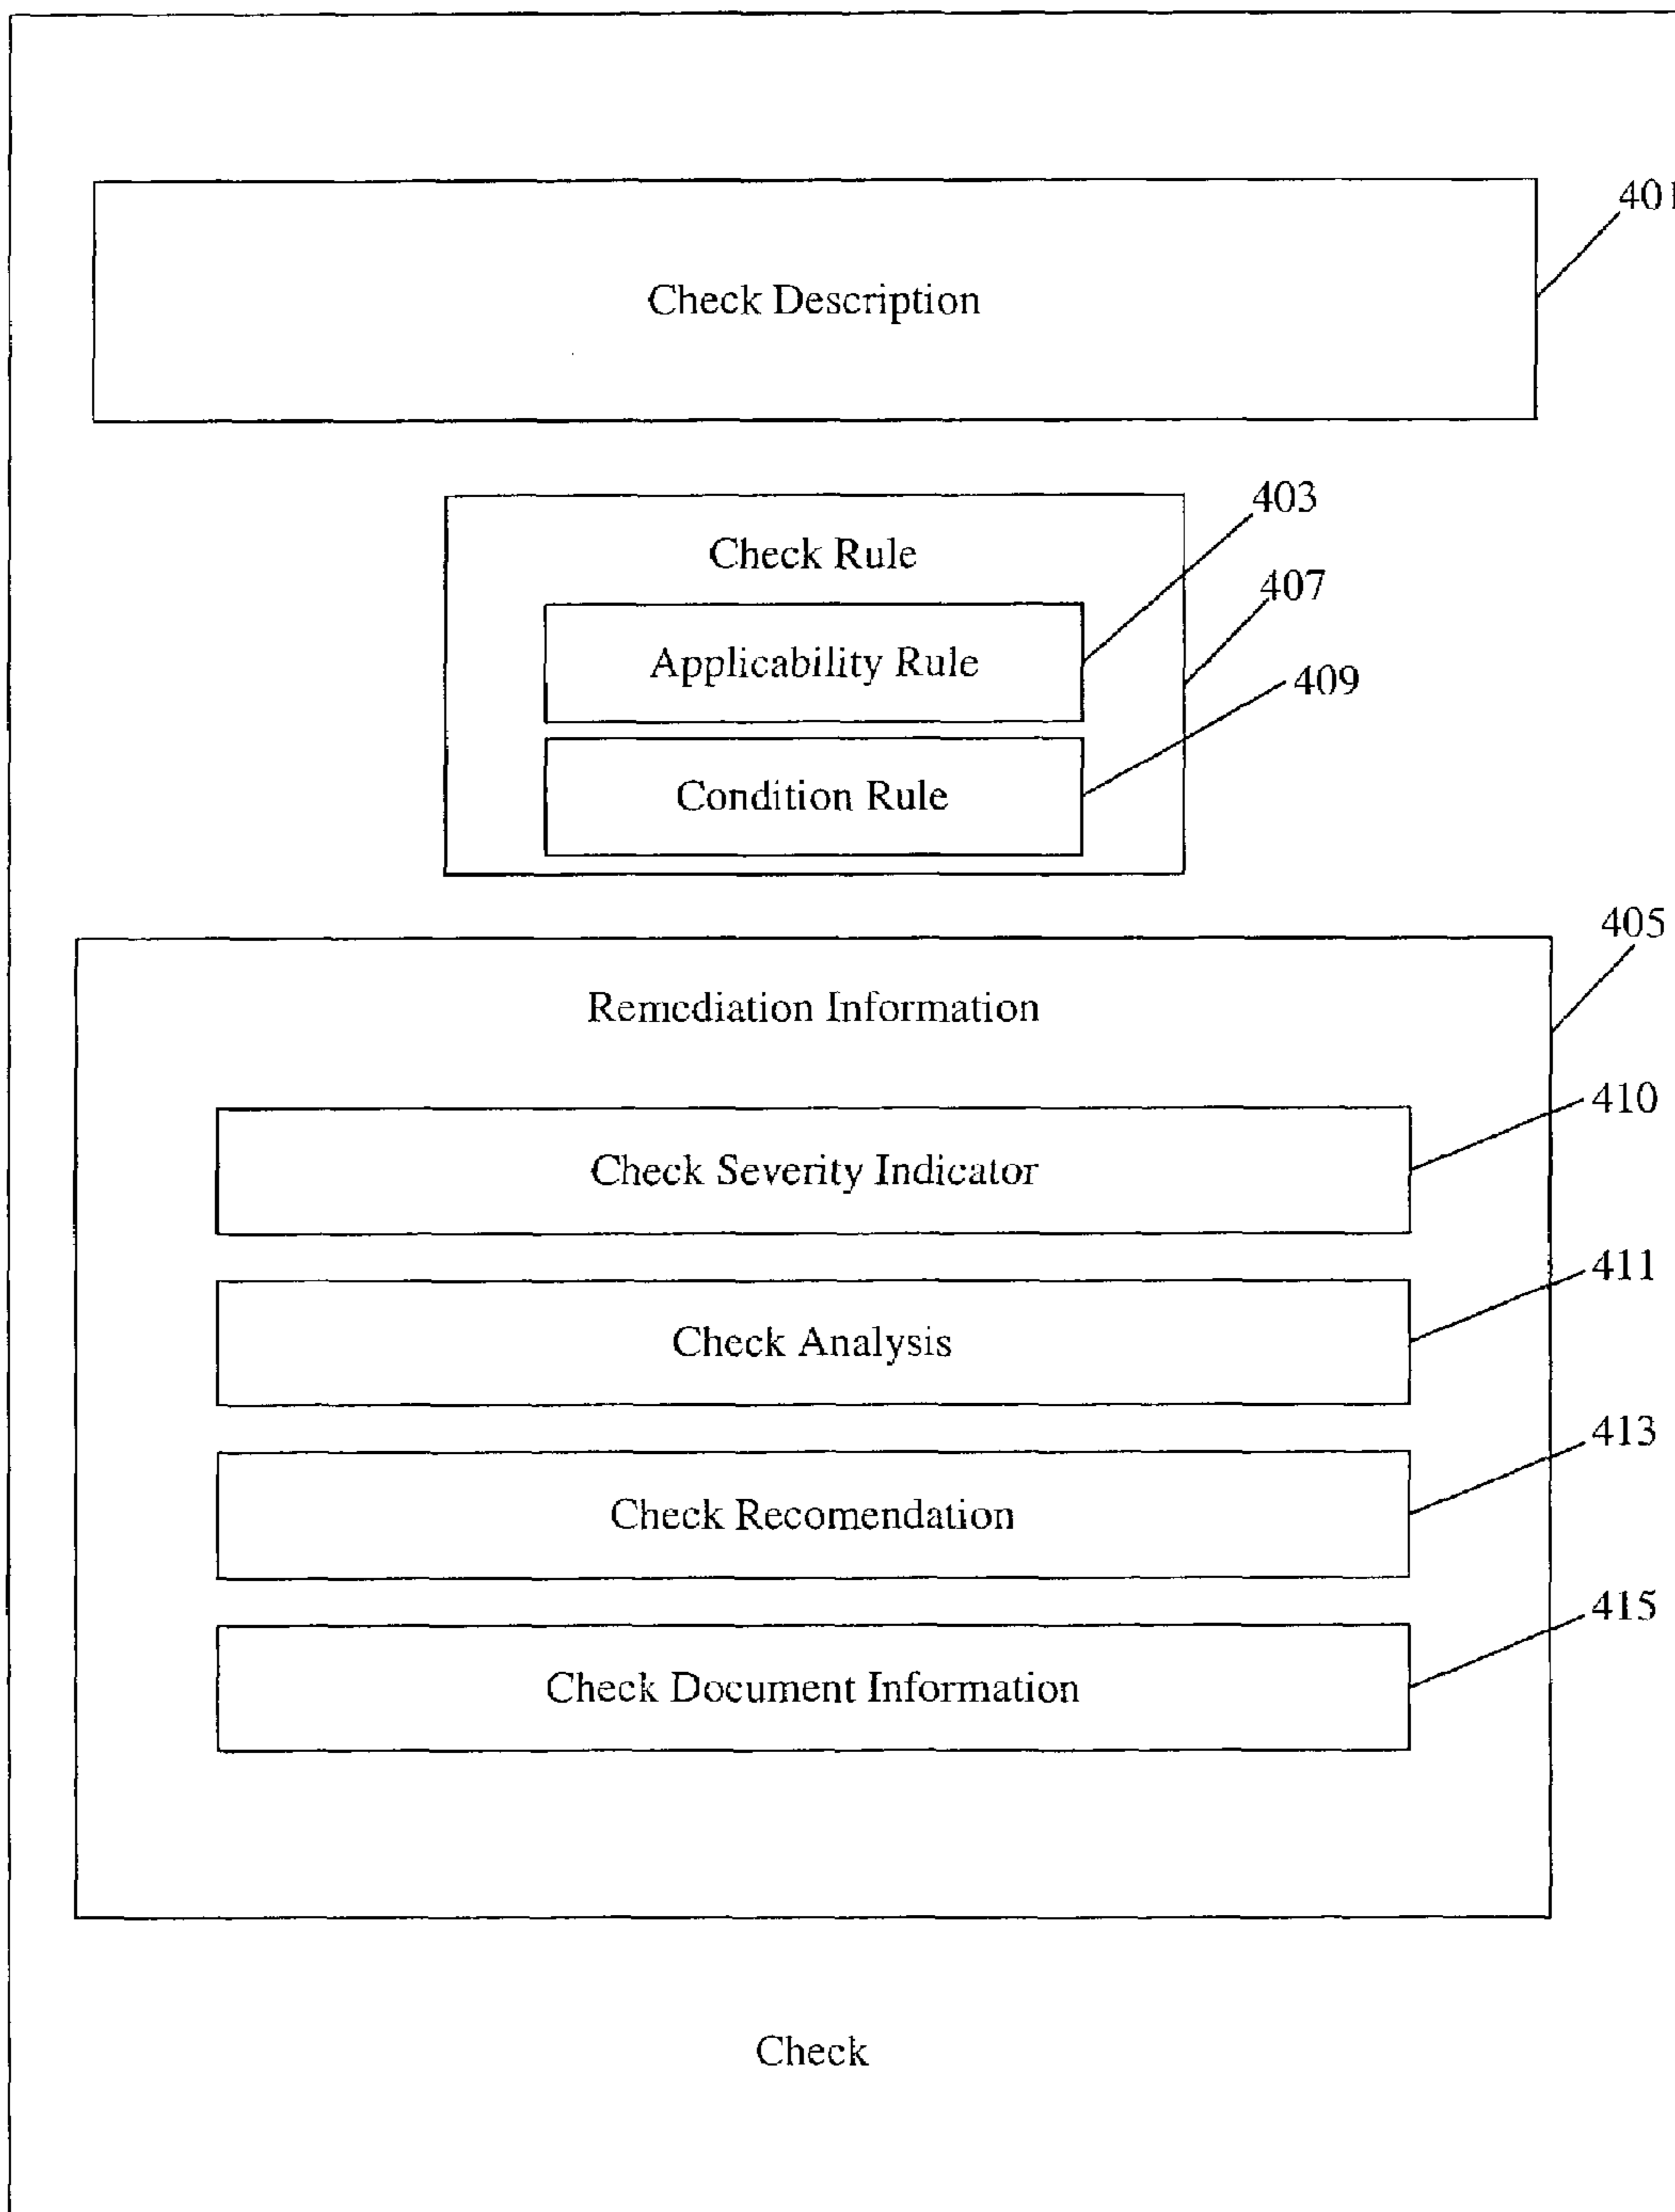 401
Check Description
403
Check Rule
407
Applicability Rule
409
Condition Rule
405
Remediation Information
410
Check Severity Indicator
411
Check Analysis
413
Check Recomendation
415
Check Document Information
Check